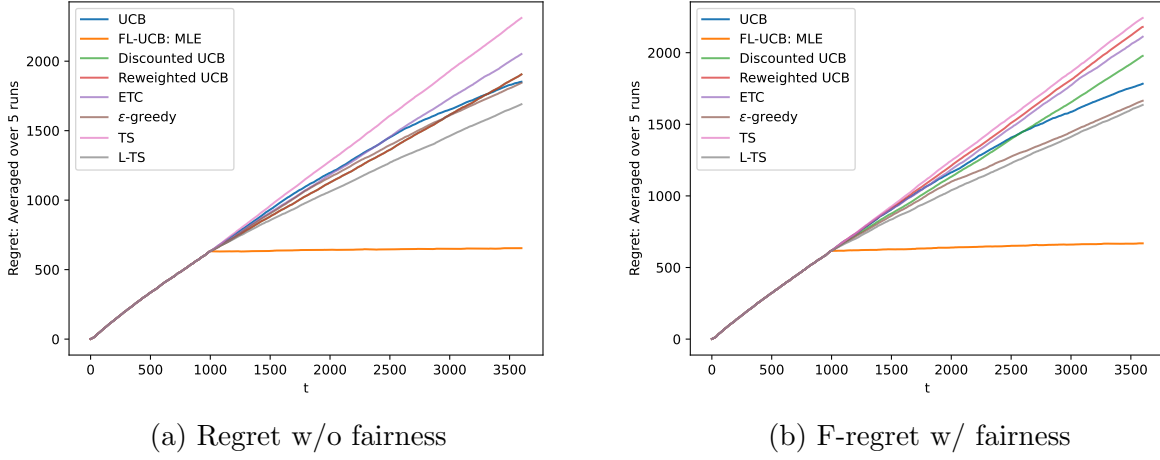 UCB
FL-UCB: MLE
Discounted UCB
Reweighted UCB
ETC
ε-greedy
TS
L-TS
Regret: Averaged over 5 runs
2000
1500
1000
500
0
0 500 1000 1500 2000 2500 3000 3500
t
(a) Regret w/o fairness
UCB
FL-UCB: MLE
Discounted UCB
Reweighted UCB
ETC
ε-greedy
TS
L-TS
Regret: Averaged over 5 runs
2000
1500
1000
500
0
0 500 1000 1500 2000 2500 3000 3500
t
(b) F-regret w/ fairness